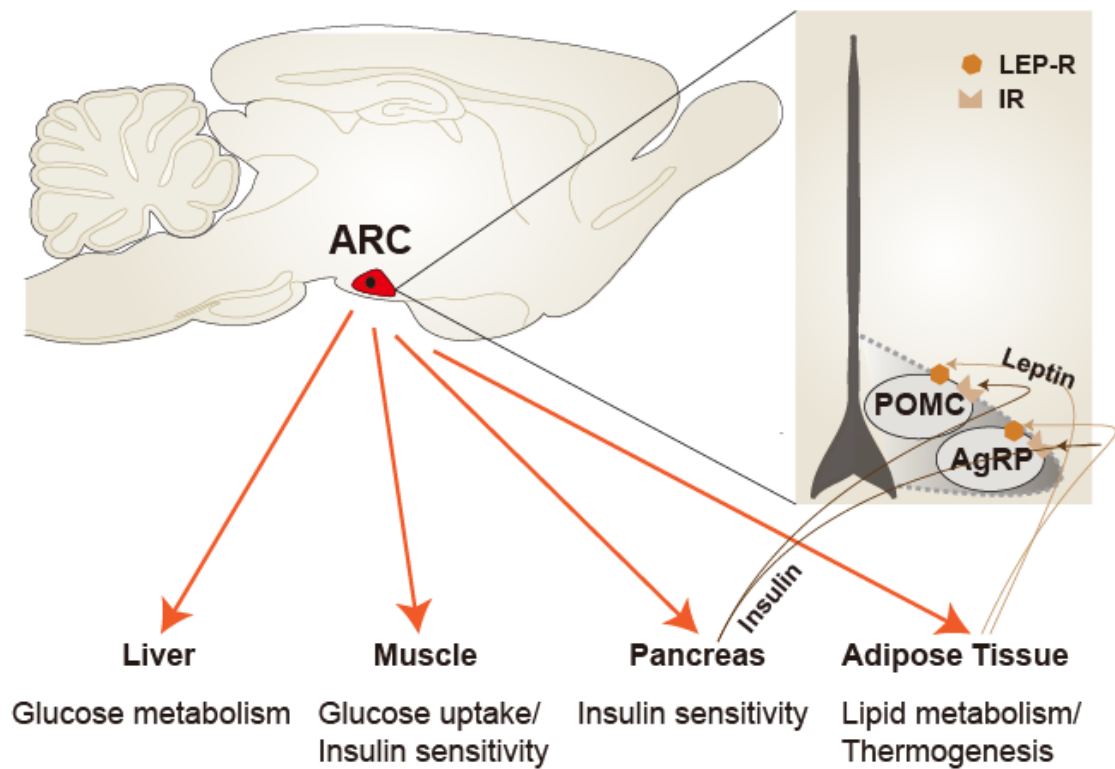 LEP-R
IR
ARC
Leptin
POMC
AgRP
Insulin
Liver
Muscle
Pancreas
Adipose Tissue
Glucose metabolism
Glucose uptake/
Insulin sensitivity
Insulin sensitivity
Lipid metabolism/
Thermogenesis